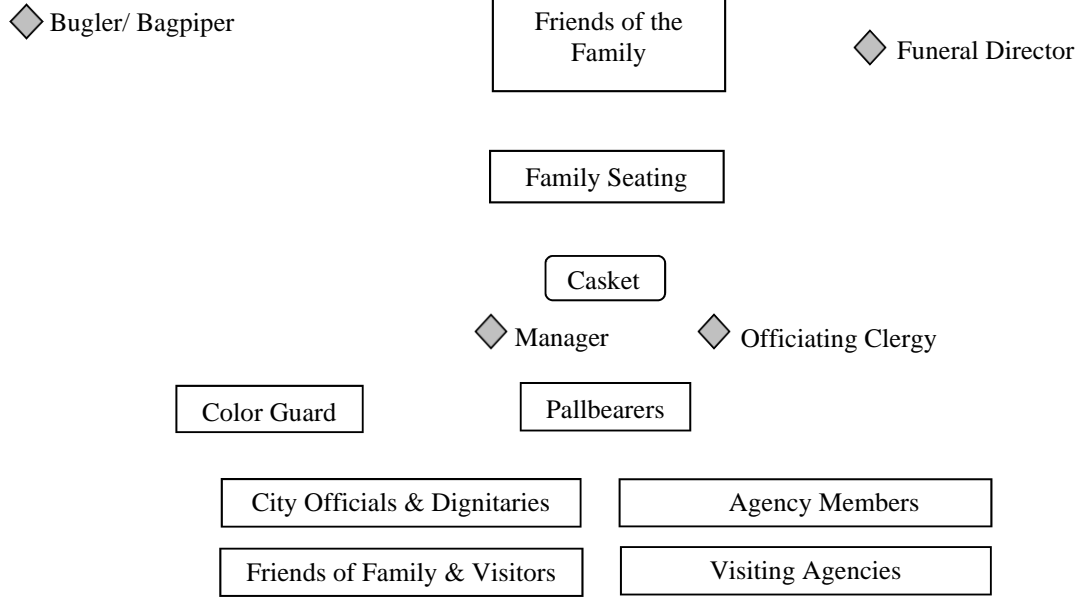 Bugler/ Bagpiper
Friends of the
Family
Funeral Director
Family Seating
Casket
Manager
Officiating Clergy
Color Guard
Pallbearers
City Officials & Dignitaries
Agency Members
Friends of Family & Visitors
Visiting Agencies